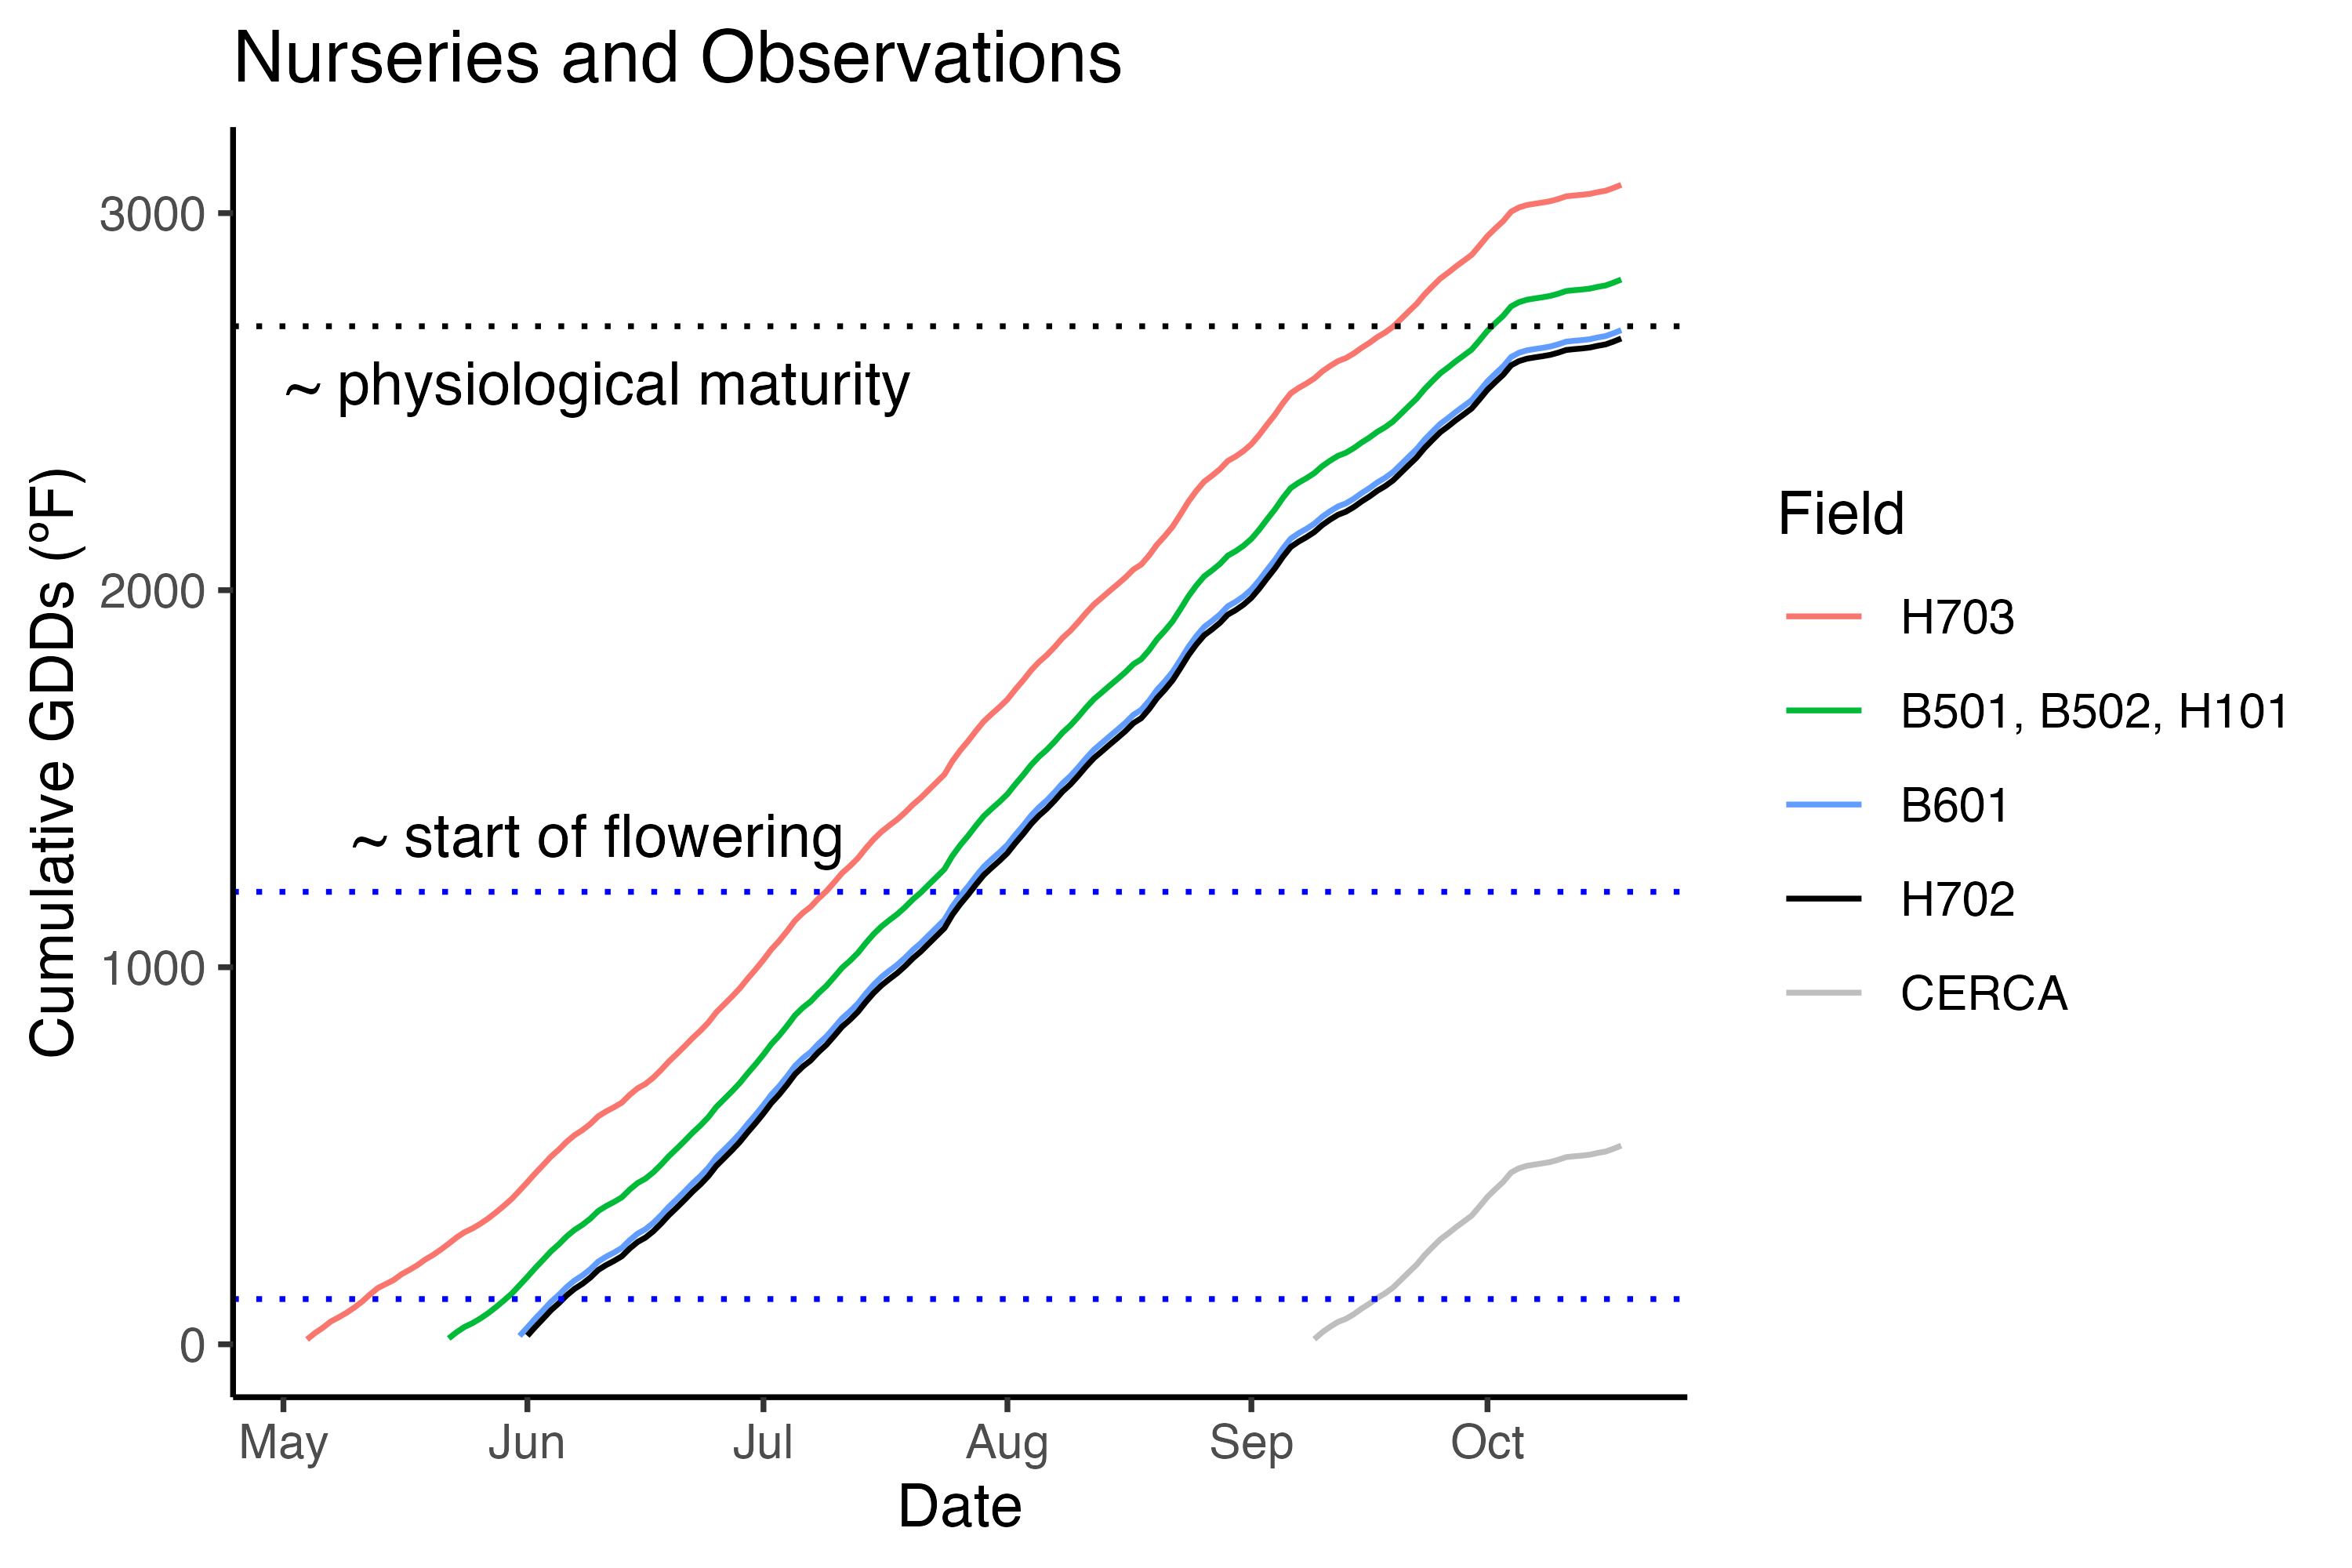 Nurseries and Observations
Cumulative GDDs (ºF)
3000
2000
1000
0
~ physiological maturity
~ start of flowering
May
Jun
Jul
Aug
Sep
Oct
Date
Field
H703
B501, B502, H101
B601
H702
CERCA